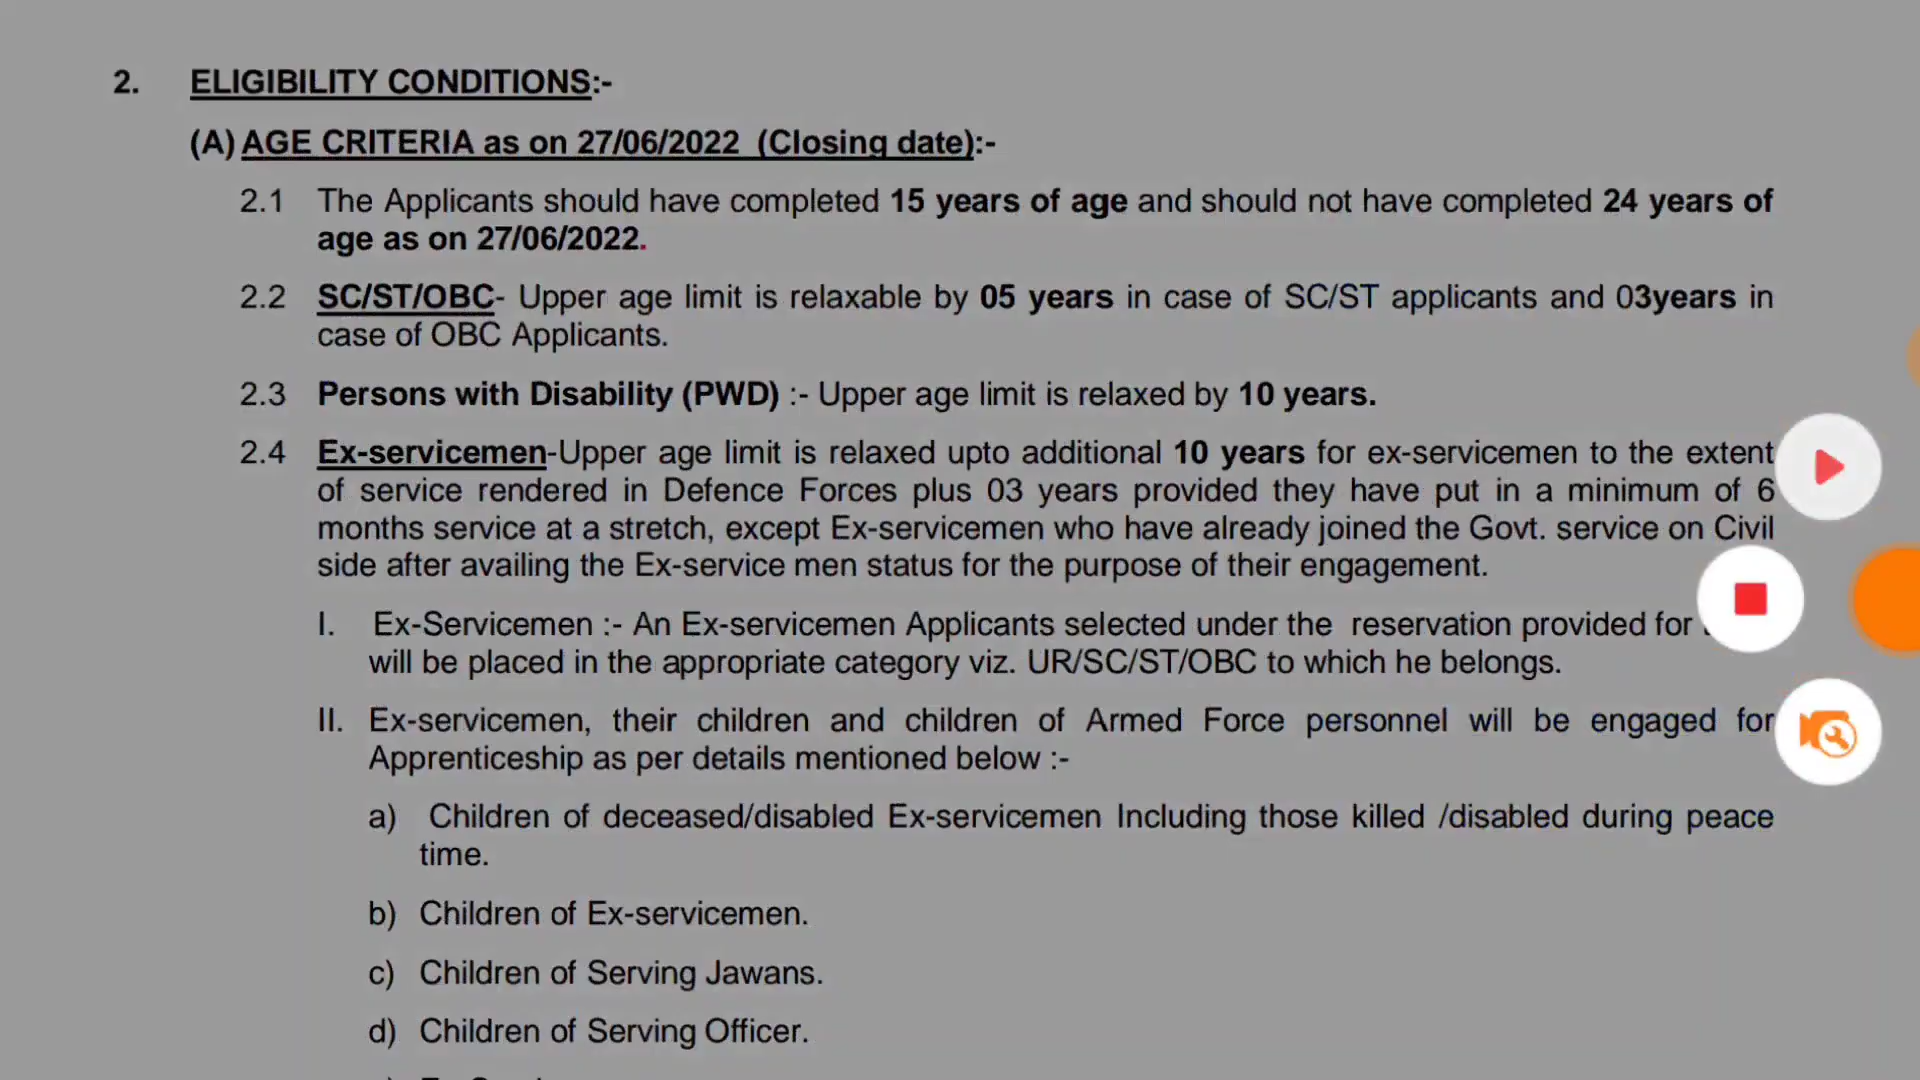 2. ELIGIBILITY CONDITIONS:-
(A) AGE CRITERIA as on 27/06/2022 (Closing date):-
2.1 The Applicants should have completed 15 years of age and should not have completed 24 years of
age as on 27/06/2022.
2.2 SC/ST/OBC- Upper age limit is relaxable by 05 years in case of SC/ST applicants and 03years in
case of OBC Applicants.
2.3 Persons with Disability (PWD) :- Upper age limit is relaxed by 10 years.
2.4 Ex-servicemen-Upper age limit is relaxed upto additional 10 years for ex-servicemen to the extent
of service rendered in Defence Forces plus 03 years provided they have put in a minimum of 6
months service at a stretch, except Ex-servicemen who have already joined the Govt. service on Civil
side after availing the Ex-service men status for the purpose of their engagement.
I. Ex-Servicemen :- An Ex-servicemen Applicants selected under the reservation provided for
will be placed in the appropriate category viz. UR/SC/ST/OBC to which he belongs.
II. Ex-servicemen, their children and children of Armed Force personnel will be engaged for
Apprenticeship as per details mentioned below :-
a) Children of deceased/disabled Ex-servicemen Including those killed /disabled during peace
time.
b) Children of Ex-servicemen.
c) Children of Serving Jawans.
d) Children of Serving Officer.